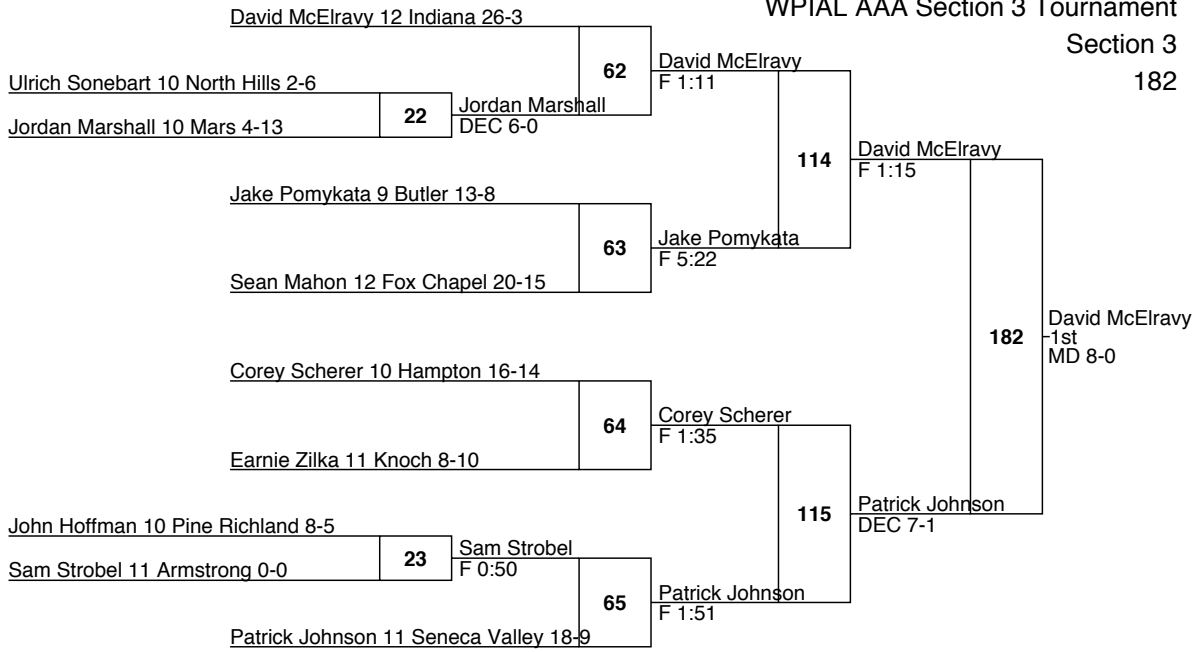 WPIAL AAA Section 3 Tournament
Section 3
182
David McElravy 12 Indiana 26-3
62
David McElravy
F 1:11
Ulrich Sonebart 10 North Hills 2-6
22
Jordan Marshall
DEC 6-0
Jordan Marshall 10 Mars 4-13
114
David McElravy
F 1:15
Jake Pomykata 9 Butler 13-8
63
Jake Pomykata
F 5:22
Sean Mahon 12 Fox Chapel 20-15
182
David McElravy
1st
MD 8-0
Corey Scherer 10 Hampton 16-14
64
Corey Scherer
F 1:35
Earnie Zilka 11 Knoch 8-10
115
Patrick Johnson
DEC 7-1
John Hoffman 10 Pine Richland 8-5
23
Sam Strobel
F 0:50
Sam Strobel 11 Armstrong 0-0
65
Patrick Johnson
F 1:51
Patrick Johnson 11 Seneca Valley 18-9